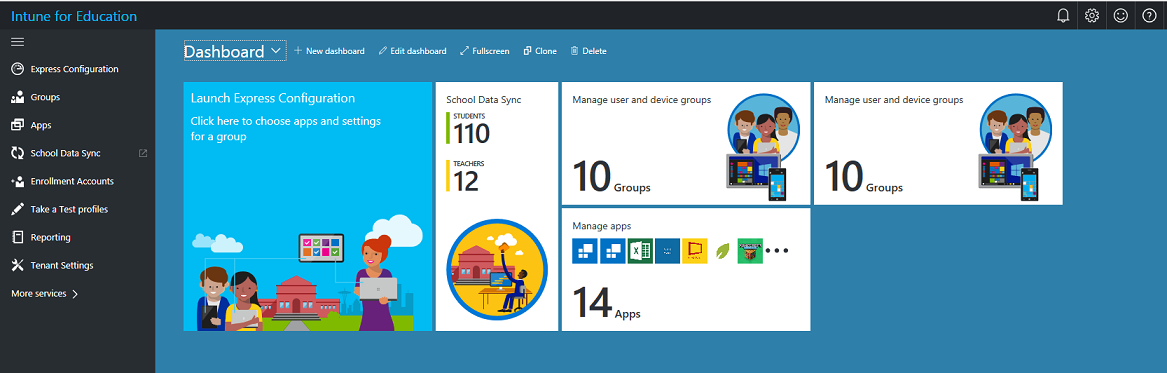 Intune for Education
Dashboard
New dashboard
Edit dashboard
Fullscreen
Clone
Delete
Express Configuration
Groups
Apps
School Data Sync
Enrollment Accounts
Take a Test profiles
Reporting
Tenant Settings
More services
Launch Express Configuration
Click here to choose apps and settings
for a group
School Data Sync
STUDENTS
110
TEACHERS
12
Manage user and device groups
10 Groups
Manage user and device groups
10 Groups
Manage apps
14 Apps